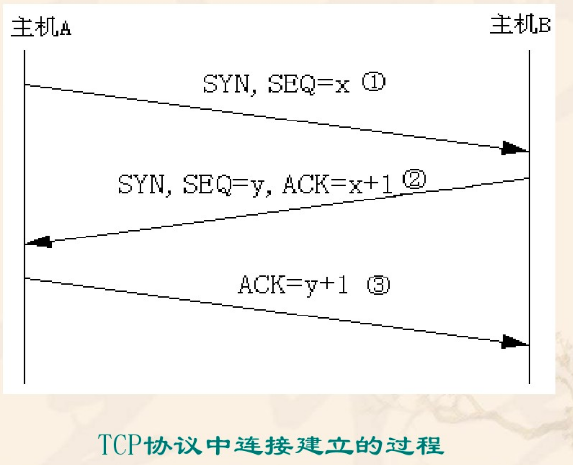 主机A 主机B
SYN, SEQ=x ①
SYN, SEQ=y, ACK=x+1 ②
ACK=y+1 ③
TCP协议中连接建立的过程